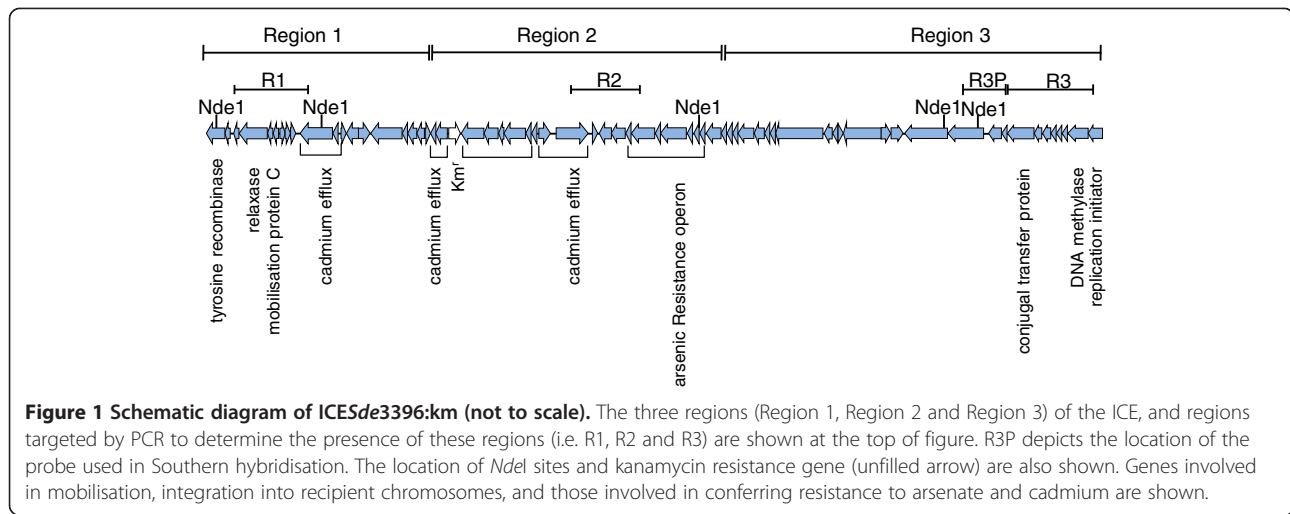 Region 1 Region 2 Region 3
R1 R2 R3P R3
Nde1 Nde1 Nde1 Nde1 Nde1
tyrosine recombinase
relaxase
mobilisation protein C
cadmium efflux
cadmium efflux
Kmr
cadmium efflux
arsenic Resistance operon
conjugal transfer protein
DNA methylase
replication initiator
Figure 1 Schematic diagram of ICESde3396:km (not to scale). The three regions (Region 1, Region 2 and Region 3) of the ICE, and regions
targeted by PCR to determine the presence of these regions (i.e. R1, R2 and R3) are shown at the top of figure. R3P depicts the location of the
probe used in Southern hybridisation. The location of NdeI sites and kanamycin resistance gene (unfilled arrow) are also shown. Genes involved
in mobilisation, integration into recipient chromosomes, and those involved in conferring resistance to arsenate and cadmium are shown.